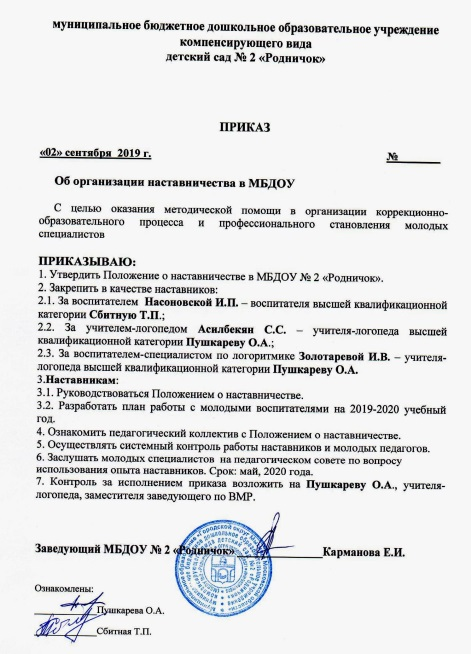 муниципальное бюджетное дошкольное образовательное учреждение
компенсирующего вида
детский сад № 2 «Родничок»
ПРИКАЗ
«02» сентября 2019 г.
№_______
Об организации наставничества в МБДОУ
С целью оказания методической помощи в организации коррекционно-
образовательного процесса и профессионального становления молодых
специалистов
ПРИКАЗЫВАЮ:
1. Утвердить Положение о наставничестве в МБДОУ № 2 «Родничок».
2. Закрепить в качестве наставников:
2.1. За воспитателем Насоновской И.П. – воспитателя высшей квалификационной
категории Сбитную Т.П.;
2.2. За учителем-логопедом Асилбекян С.С. – учителя-логопеда высшей
квалификационной категории Пушкареву О.А.;
2.3. За воспитателем-специалистом по логоритмике Золотаревой И.В. – учителя-
логопеда высшей квалификационной категории Пушкареву О.А.
3.Наставникам:
3.1. Руководствоваться Положением о наставничестве.
3.2. Разработать план работы с молодыми воспитателями на 2019-2020 учебный
год.
4. Ознакомить педагогический коллектив с Положением о наставничестве.
5. Осуществлять системный контроль работы наставников и молодых педагогов.
6. Заслушать молодых специалистов на педагогическом совете по вопросу
использования опыта наставников. Срок: май, 2020 года.
7. Контроль за исполнением приказа возложить на Пушкареву О.А., учителя-
логопеда, заместителя заведующего по ВМР.
Заведующий МБДОУ № 2 «Родничок»______________Карманова Е.И.
Ознакомлены:
____________Пушкарева О.А.
____________Сбитная Т.П.